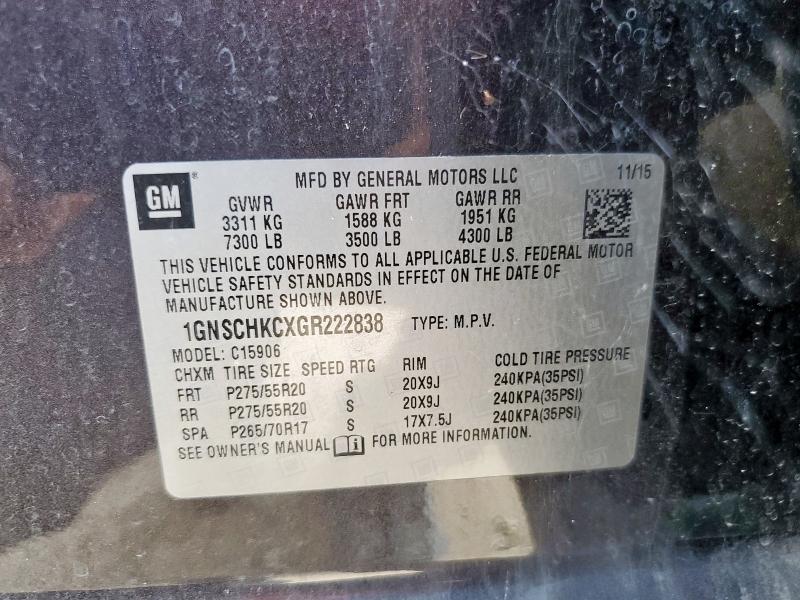 GM ® MFD BY GENERAL MOTORS LLC 11/15
GVWR GAWR FRT GAWR RR
3311 KG 1588 KG 1951 KG
7300 LB 3500 LB 4300 LB
THIS VEHICLE CONFORMS TO ALL APPLICABLE U.S. FEDERAL MOTOR
VEHICLE SAFETY STANDARDS IN EFFECT ON THE DATE OF
MANUFACTURE SHOWN ABOVE.
1GNSCHKCXGR222838 TYPE: M.P.V.
MODEL: C15906
CHXM TIRE SIZE SPEED RTG RIM COLD TIRE PRESSURE
FRT P275/55R20 S 20X9J 240KPA(35PSI)
RR P275/55R20 S 20X9J 240KPA(35PSI)
SPA P265/70R17 S 17X7.5J 240KPA(35PSI)
SEE OWNER'S MANUAL FOR MORE INFORMATION.